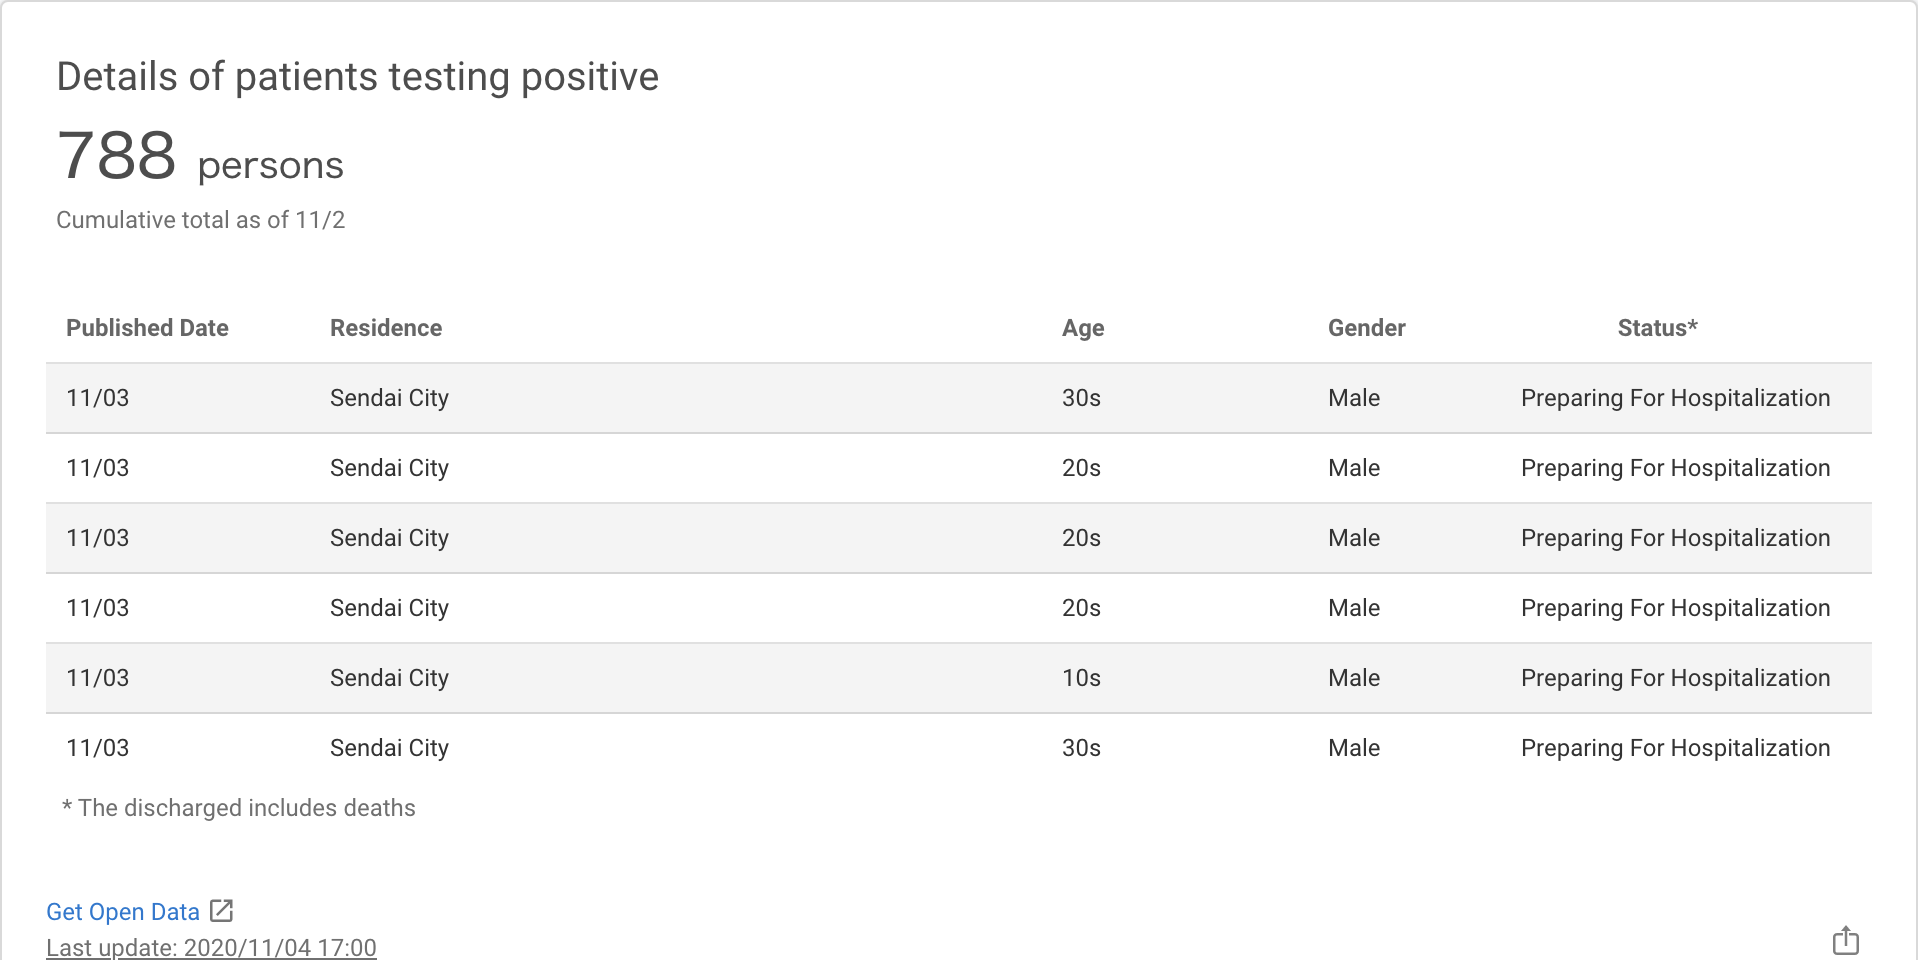 Details of patients testing positive
788 persons
Cumulative total as of 11/2
Published Date Residence Age Gender Status*
11/03 Sendai City 30s Male Preparing For Hospitalization
11/03 Sendai City 20s Male Preparing For Hospitalization
11/03 Sendai City 20s Male Preparing For Hospitalization
11/03 Sendai City 20s Male Preparing For Hospitalization
11/03 Sendai City 10s Male Preparing For Hospitalization
11/03 Sendai City 30s Male Preparing For Hospitalization
* The discharged includes deaths
Get Open Data
Last update: 2020/11/04 17:00